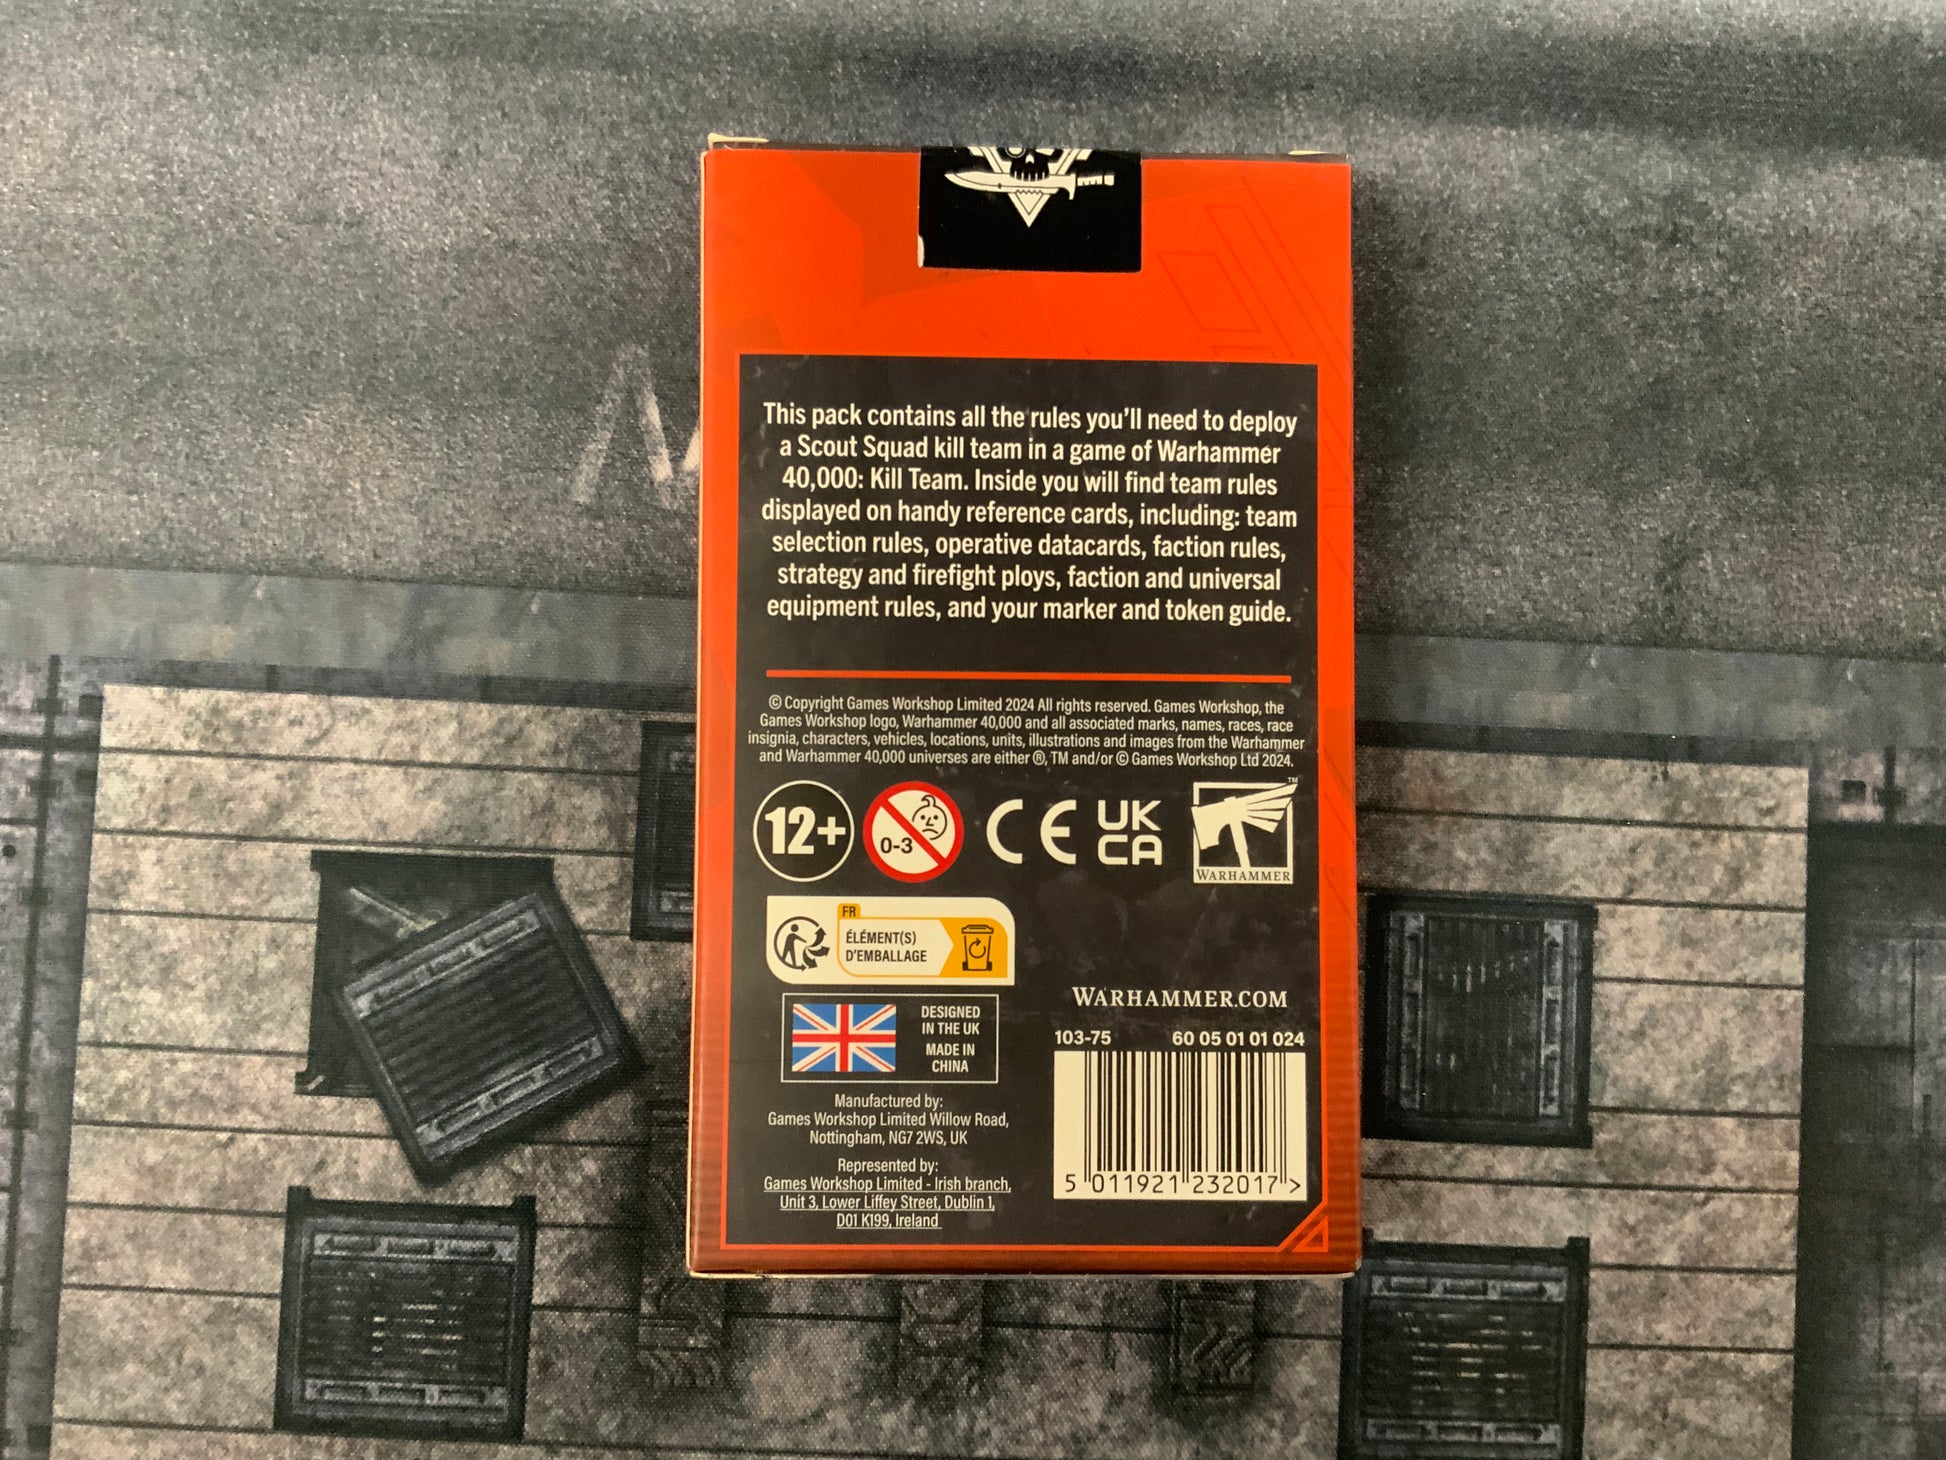 This pack contains all the rules you'll need to deploy
a Scout Squad kill team in a game of Warhammer
40,000: Kill Team. Inside you will find team rules
displayed on handy reference cards, including: team
selection rules, operative datacards, faction rules,
strategy and firefight ploys, faction and universal
equipment rules, and your marker and token guide.
© Copyright Games Workshop Limited 2024 All rights reserved. Games Workshop, the
Games Workshop logo, Warhammer 40,000 and all associated marks, names, races, race
insignia, characters, vehicles, locations, units, illustrations and images from the Warhammer
and Warhammer 40,000 universes are either ®, TM and/or © Games Workshop Ltd 2024.
12+
0-3
CE
UK
CA
TM
WARHAMMER
FR
ÉLÉMENT(S)
D'EMBALLAGE
DESIGNED
IN THE UK
MADE IN
CHINA
Manufactured by:
Games Workshop Limited Willow Road,
Nottingham, NG7 2WS, UK
Represented by:
Games Workshop Limited - Irish branch,
Unit 3, Lower Liffey Street, Dublin 1,
D01 K199, Ireland
WARHAMMER.COM
103-75 60 05 01 01 024
5 011921 232017 >